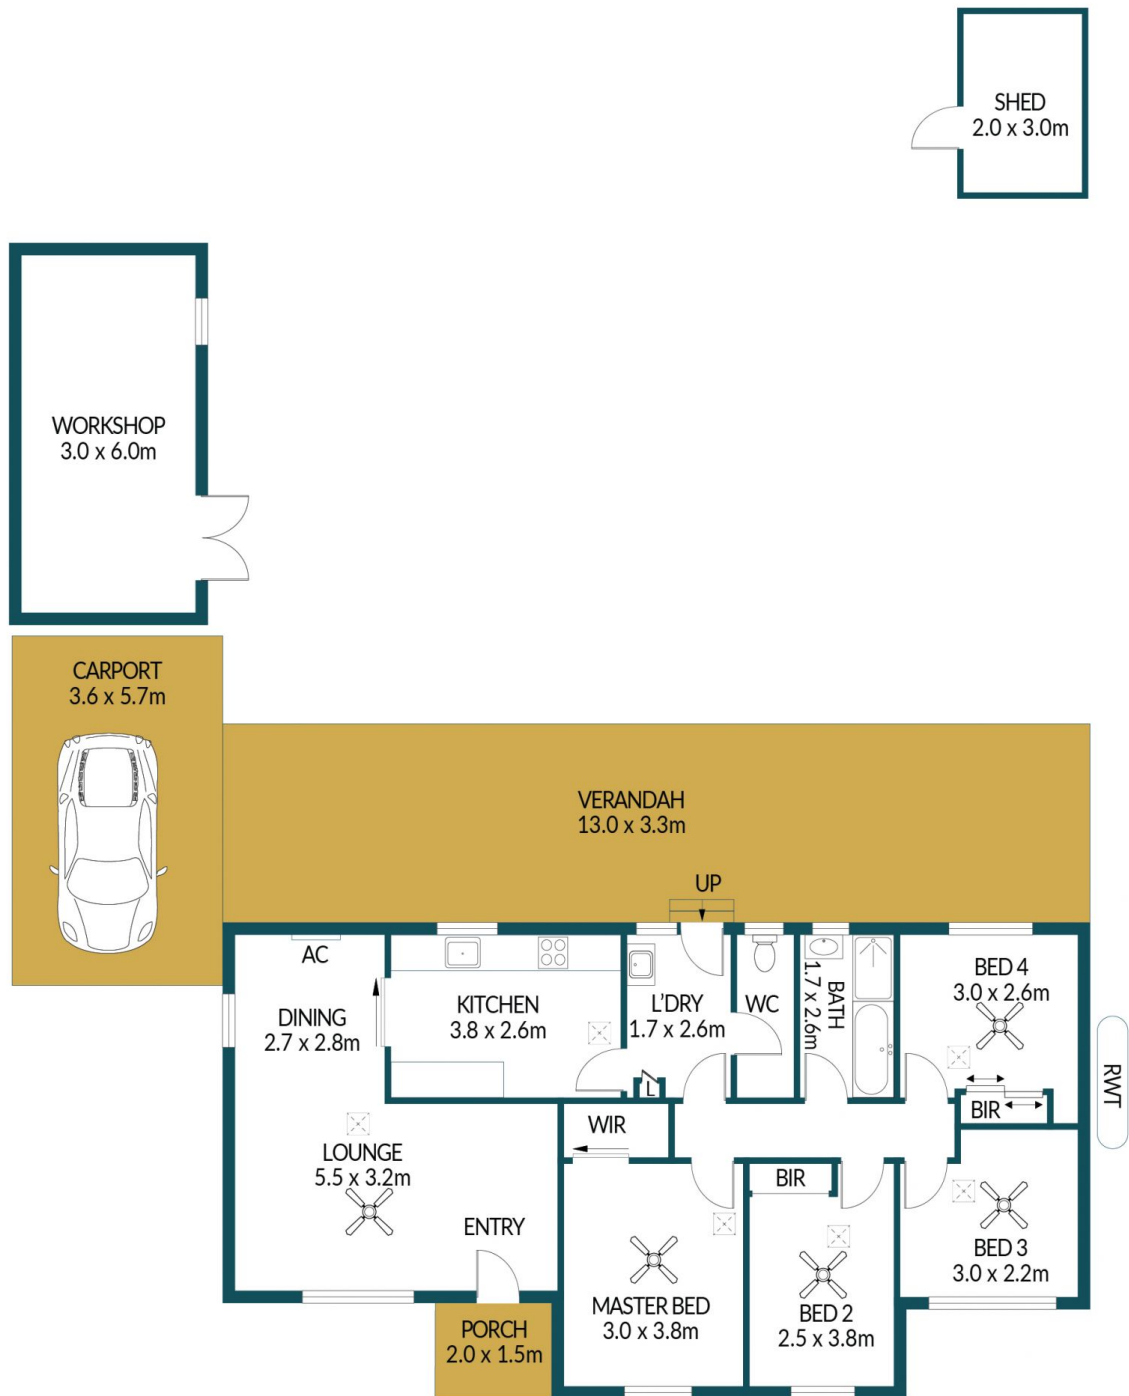 SHED
2.0 x 3.0m
WORKSHOP
3.0 x 6.0m
CARPORT
3.6 x 5.7m
VERANDAH
13.0 x 3.3m
UP
AC
DINING
2.7 x 2.8m
KITCHEN
3.8 x 2.6m
L'DRY
1.7 x 2.6m
L
WC
BATH
1.7 x 2.6m
BED 4
3.0 x 2.6m
BIR
RWT
WIR
LOUNGE
5.5 x 3.2m
ENTRY
BIR
MASTER BED
3.0 x 3.8m
BED 2
2.5 x 3.8m
BED 3
3.0 x 2.2m
PORCH
2.0 x 1.5m